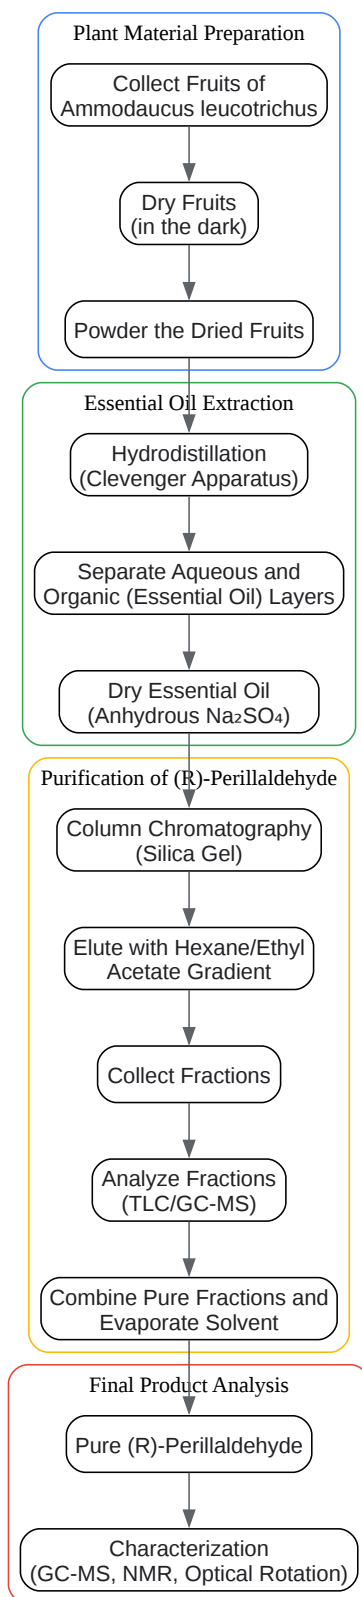 Plant Material Preparation
Collect Fruits of
Ammodaucus leucotrichus
Dry Fruits
(in the dark)
Powder the Dried Fruits
Essential Oil Extraction
Hydrodistillation
(Clevenger Apparatus)
Separate Aqueous and
Organic (Essential Oil) Layers
Dry Essential Oil
(Anhydrous Na₂SO₄)
Purification of (R)-Perillaldehyde
Column Chromatography
(Silica Gel)
Elute with Hexane/Ethyl
Acetate Gradient
Collect Fractions
Analyze Fractions
(TLC/GC-MS)
Combine Pure Fractions and
Evaporate Solvent
Final Product Analysis
Pure (R)-Perillaldehyde
Characterization
(GC-MS, NMR, Optical Rotation)